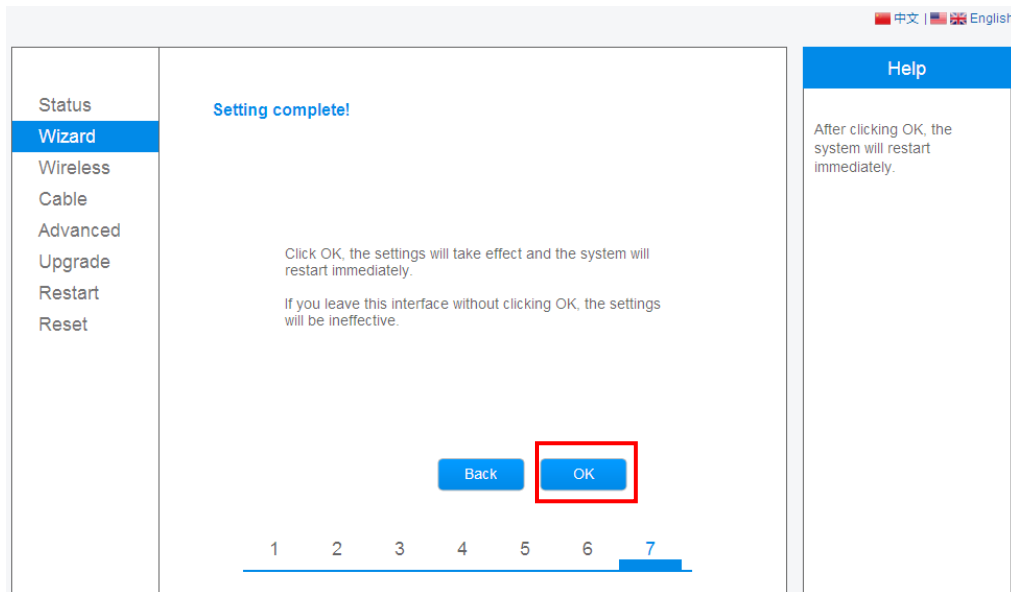 中文 | English
Status
Wizard
Wireless
Cable
Advanced
Upgrade
Restart
Reset
Setting complete!
Click OK, the settings will take effect and the system will
restart immediately.
If you leave this interface without clicking OK, the settings
will be ineffective.
Back OK
1 2 3 4 5 6 7
Help
After clicking OK, the
system will restart
immediately.